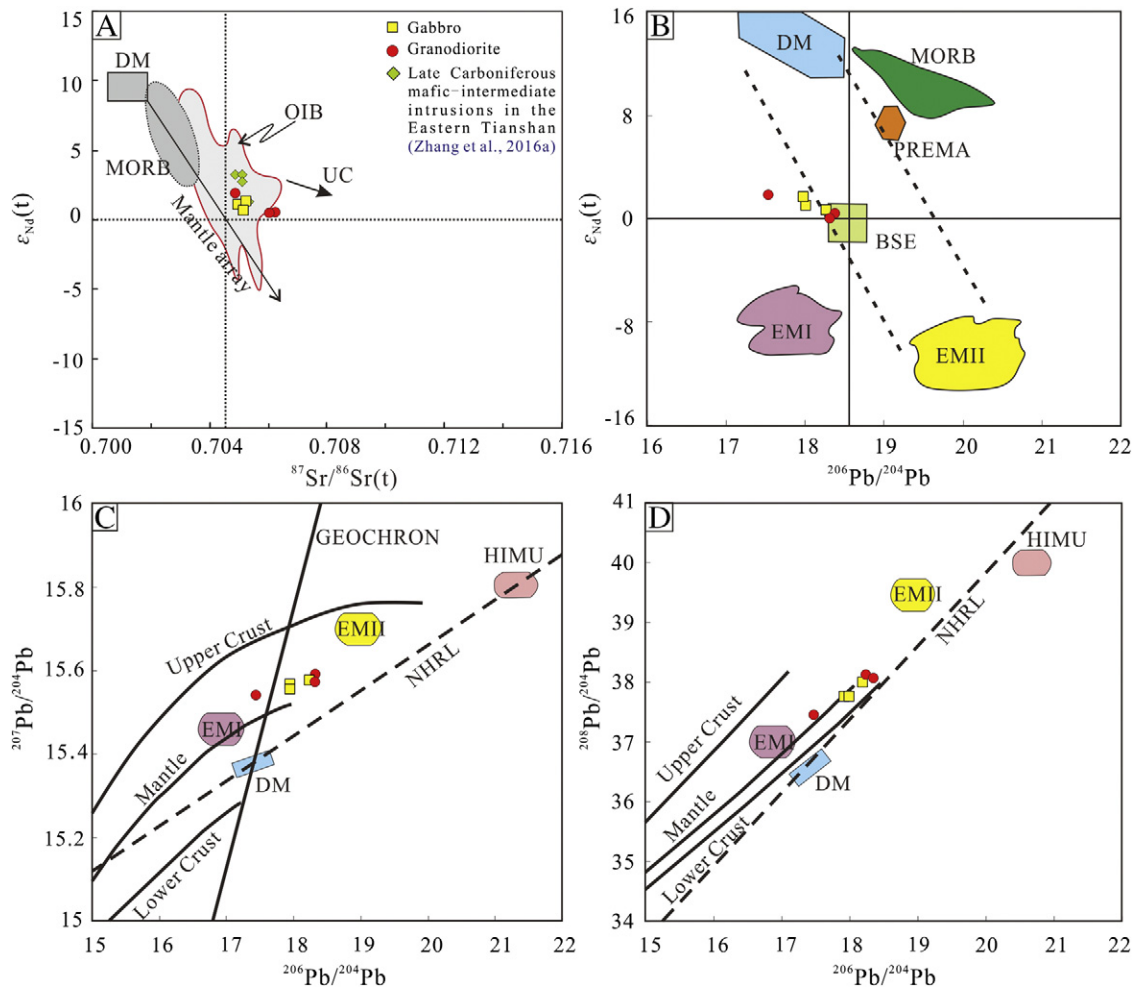 A
15
10
5
0
-5
-10
-15
0.700
0.704
0.708
0.712
0.716
εNd(t)
87Sr/86Sr(t)
DM
MORB
OIB
UC
Mantle array
Gabbro
Granodiorite
Late Carboniferous
mafic-intermediate
intrusions in the
Eastern Tianshan
(Zhang et al., 2016a)
B
16
8
0
-8
-16
16
17
18
19
20
21
22
εNd(t)
206Pb/204Pb
DM
MORB
PREMA
BSE
EMI
EMII
C
16
15.8
15.6
15.4
15.2
15
15
16
17
18
19
20
21
22
207Pb/204Pb
206Pb/204Pb
GEOCHRON
HIMU
Upper Crust
EMII
NHRL
EMI
Mantle
DM
Lower Crust
D
41
40
39
38
37
36
35
34
15
16
17
18
19
20
21
22
208Pb/204Pb
206Pb/204Pb
HIMU
EMII
NHRL
Upper Crust
EMI
Mantle
DM
Lower Crust